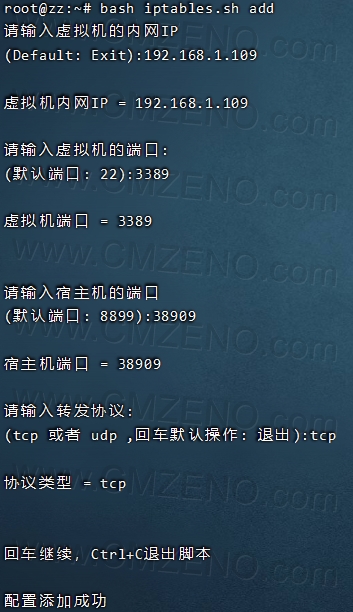 root@zz:~# bash iptables.sh add
请输入虚拟机的内网IP
(Default: Exit):192.168.1.109
虚拟机内网IP = 192.168.1.109
请输入虚拟机的端口:
(默认端口: 22):3389
虚拟机端口 = 3389
请输入宿主机的端口
(默认端口: 8899):38909
宿主机端口 = 38909
请输入转发协议:
(tcp 或者 udp ,回车默认操作: 退出):tcp
协议类型 = tcp
回车继续, Ctrl+C退出脚本
配置添加成功
www.CMZENO.com